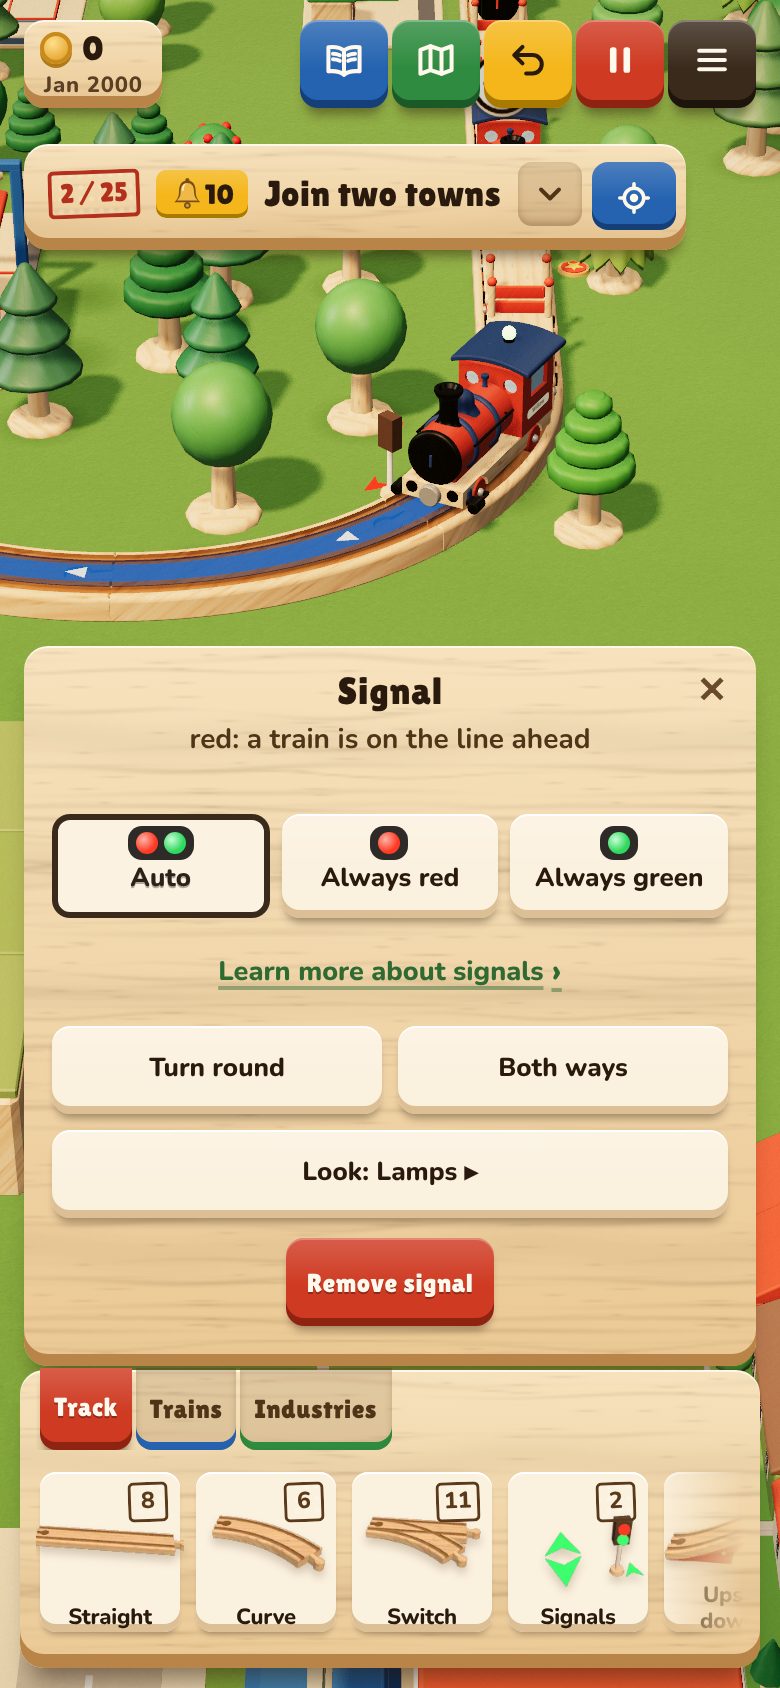 0
Jan 2000
2/25
10
Join two towns
Signal
red: a train is on the line ahead
Auto
Always red
Always green
Learn more about signals ›
Turn round
Both ways
Look: Lamps ▸
Remove signal
Track
Trains
Industries
8
6
11
2
Straight
Curve
Switch
Signals